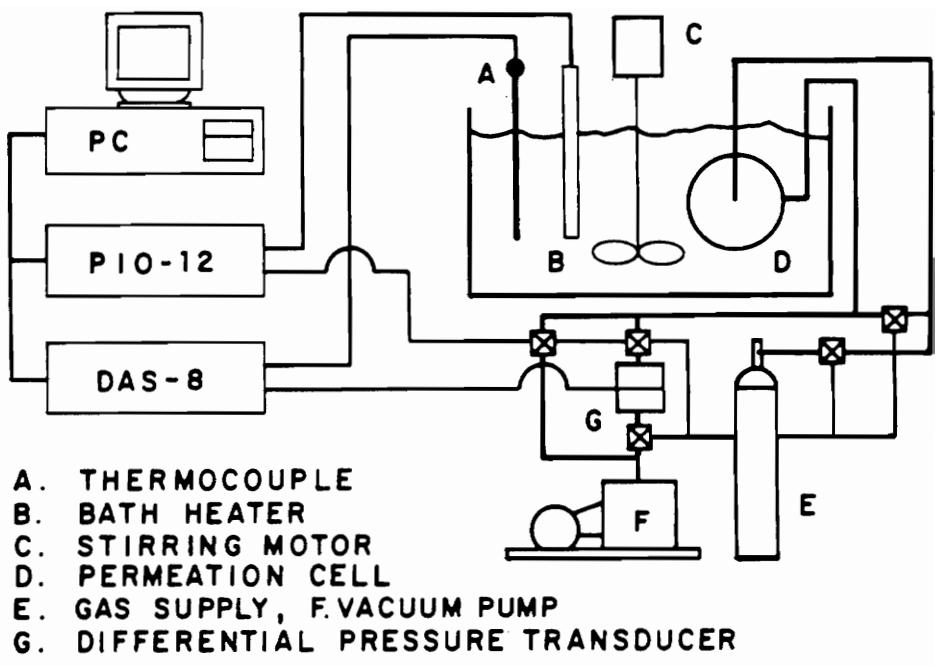 C
A
PC
PIO-12
B
D
DAS-8
G
F
E
A. THERMOCOUPLE
B. BATH HEATER
C. STIRRING MOTOR
D. PERMEATION CELL
E. GAS SUPPLY, F. VACUUM PUMP
G. DIFFERENTIAL PRESSURE TRANSDUCER